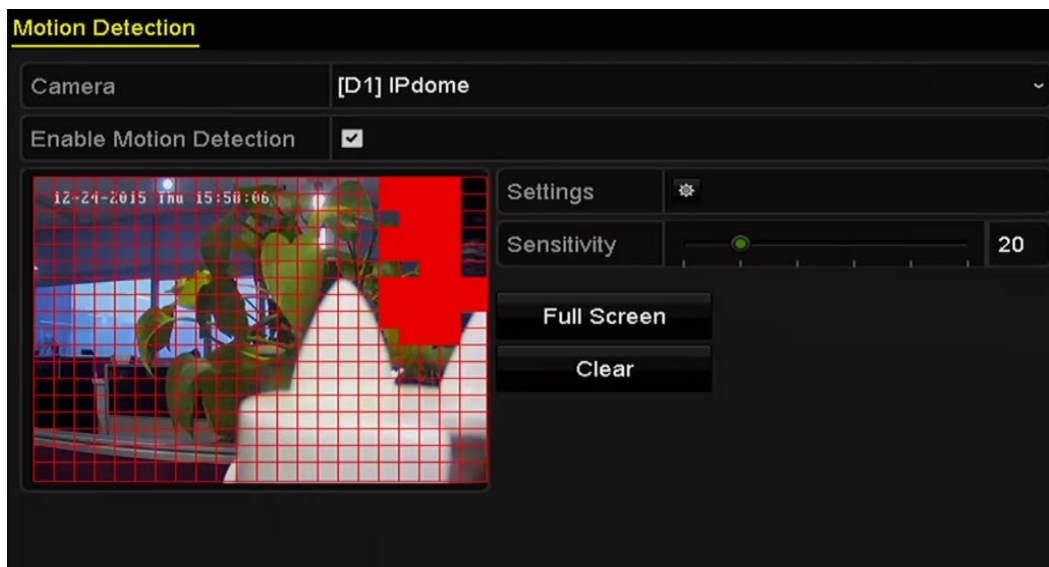 Motion Detection
Camera [D1] IPdome
Enable Motion Detection
12-24-2015 Thu 15:58:06
Settings
Sensitivity 20
Full Screen
Clear